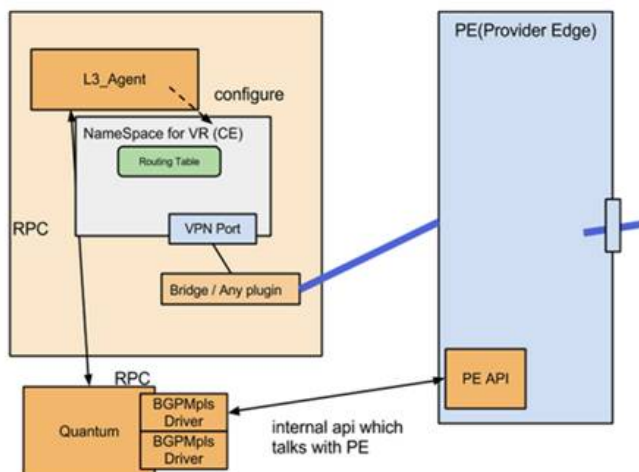 PE(Provider Edge)
L3_Agent
configure
NameSpace for VR (CE)
Routing Table
RPC
VPN Port
Bridge / Any plugin
RPC
PE API
BGPMpls
Driver
Quantum
BGPMpls
Driver
internal api which
talks with PE